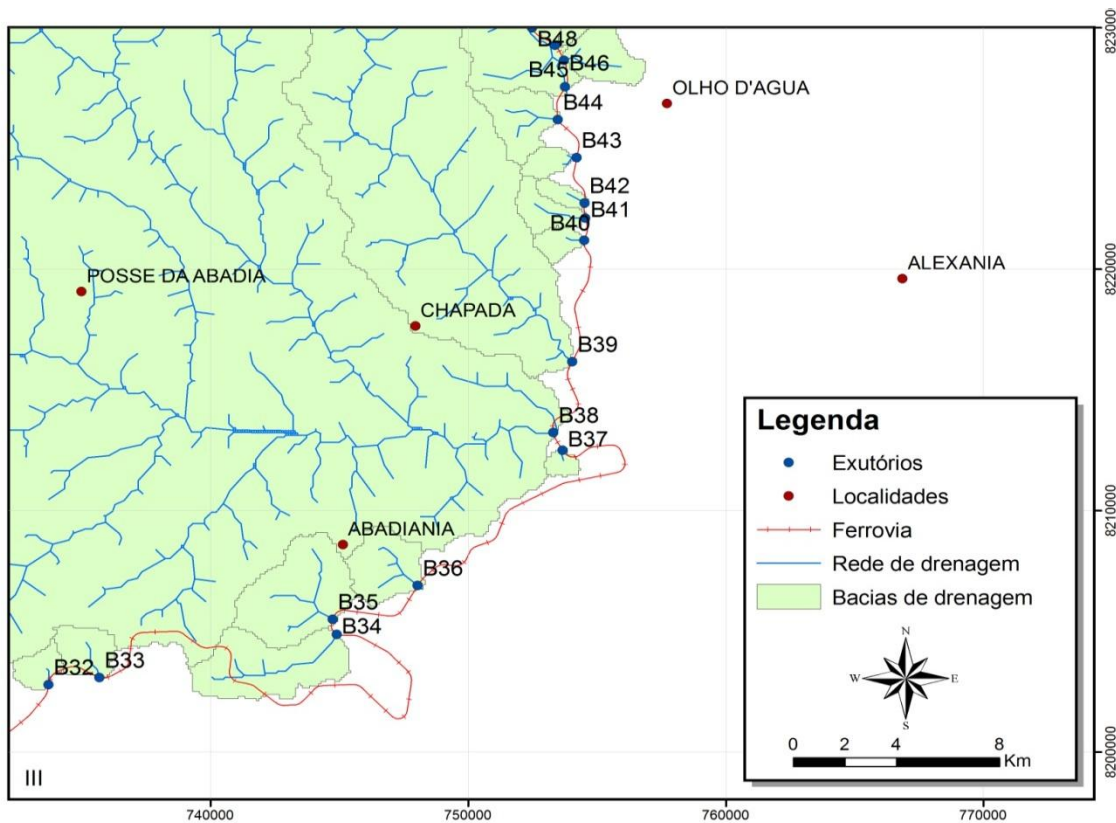 B48
B46
B45
OLHO D'AGUA
B44
B43
B42
B41
B40
ALEXANIA
POSSE DA ABADIA
CHAPADA
B39
B38
B37
ABADIANIA
B36
B35
B34
B33
B32
III
Legenda
Exutórios
Localidades
Ferrovia
Rede de drenagem
Bacias de drenagem
N
W E
S
0 2 4 8
Km
8230000
8220000
8210000
8200000
740000 750000 760000 770000